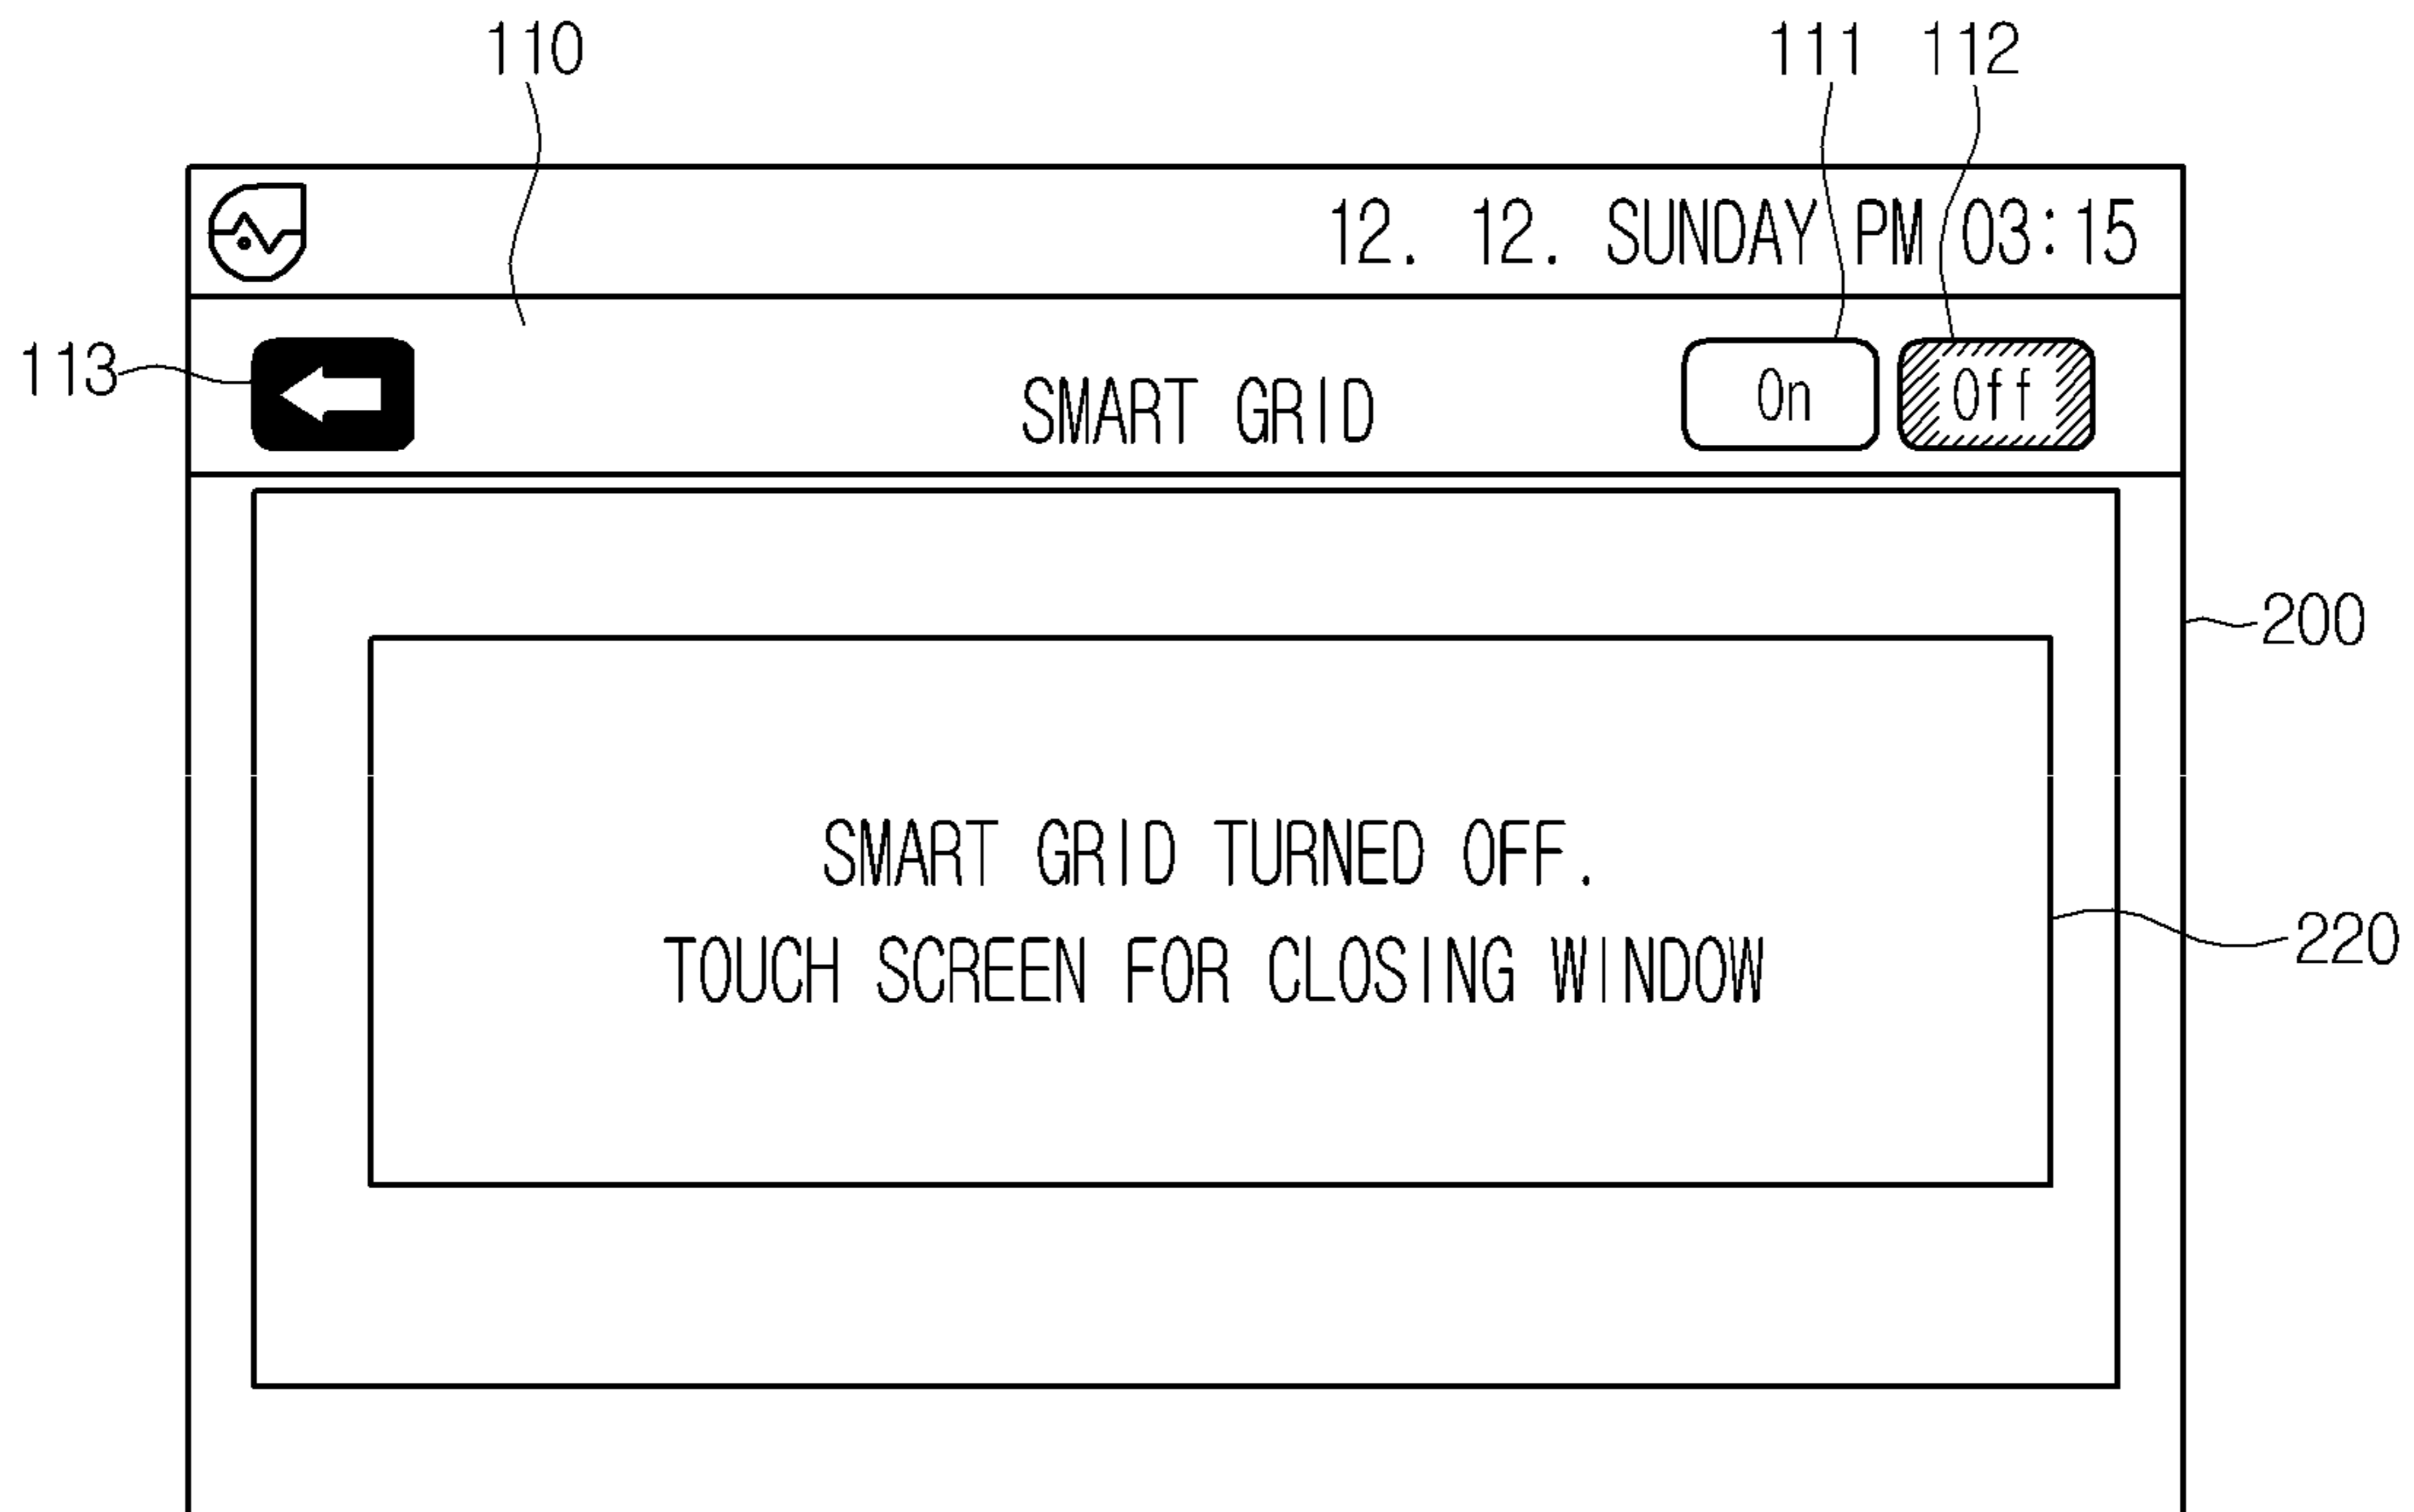 110
111 112
12. 12. SUNDAY PM 03:15
113
SMART GRID
On Off
200
SMART GRID TURNED OFF.
220
TOUCH SCREEN FOR CLOSING WINDOW